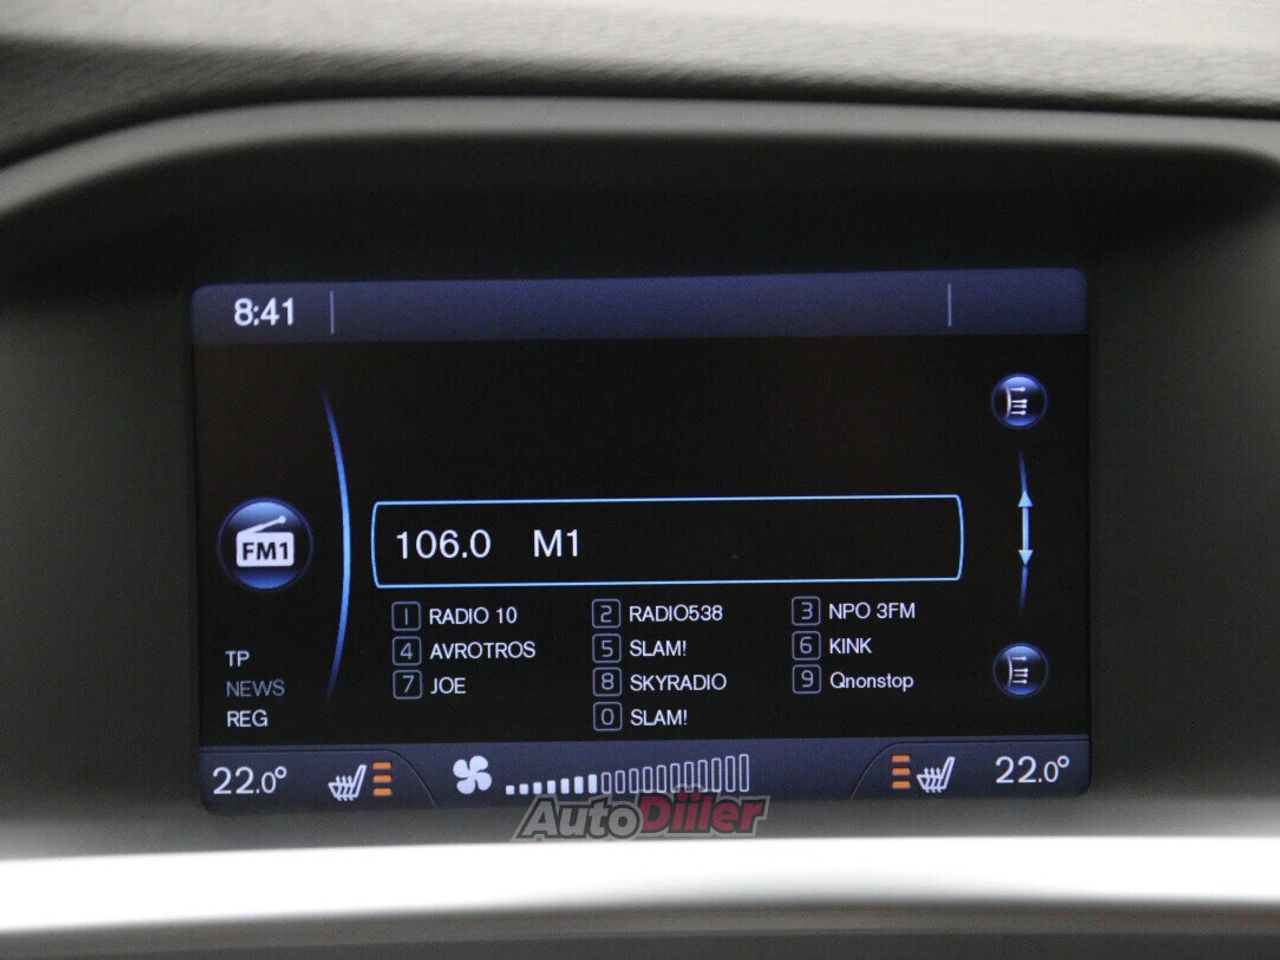 8:41
106.0 M1
FM1
1 RADIO 10 2 RADIO538 3 NPO 3FM
4 AVROTROS 5 SLAM! 6 KINK
7 JOE 8 SKYRADIO 9 Qnonstop
0 SLAM!
TP
NEWS
REG
22.0° 22.0°
AutoDiiler